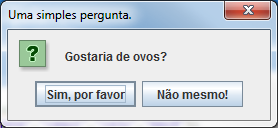 Uma simples pergunta.
Gostaria de ovos?
Sim, por favor
Não mesmo!